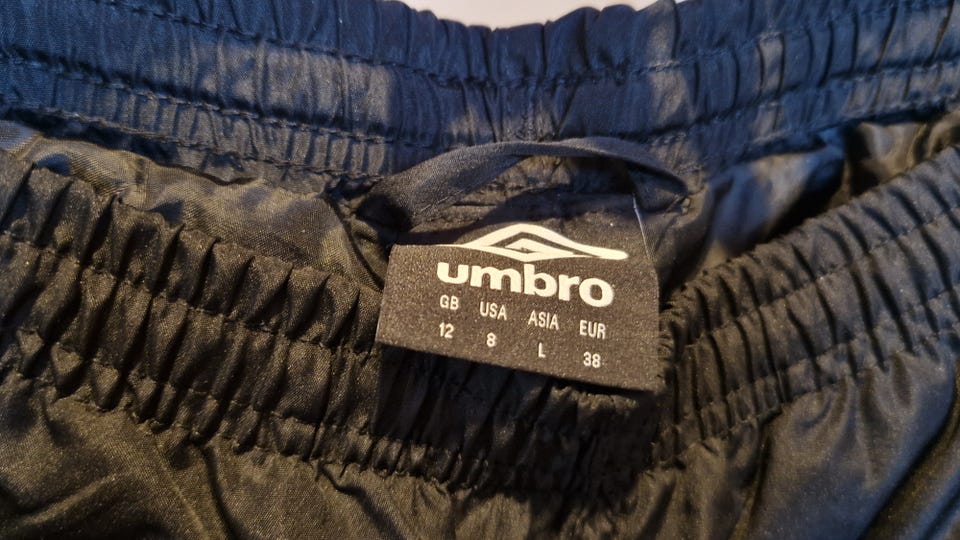 umbro
GB USA ASIA EUR
12 8 L 38